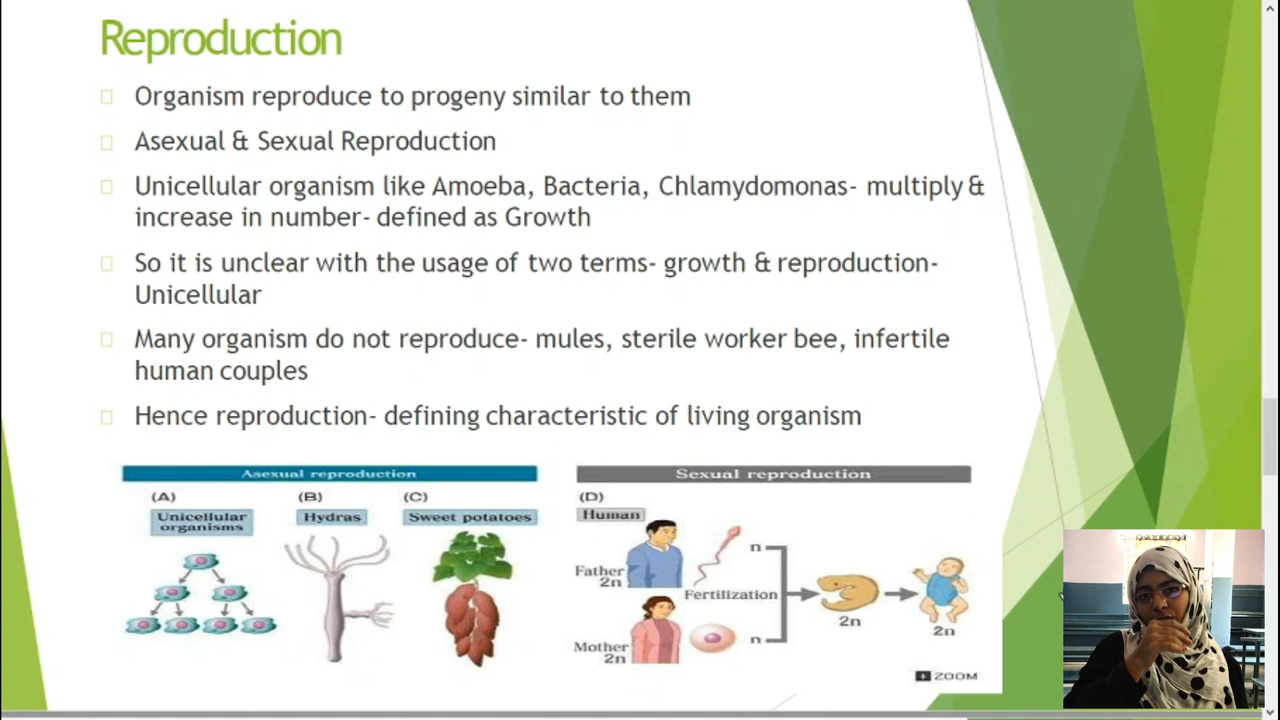 Reproduction
Organism reproduce to progeny similar to them
Asexual & Sexual Reproduction
Unicellular organism like Amoeba, Bacteria, Chlamydomonas- multiply &
increase in number- defined as Growth
So it is unclear with the usage of two terms- growth & reproduction-
Unicellular
Many organism do not reproduce- mules, sterile worker bee, infertile
human couples
Hence reproduction- defining characteristic of living organism
Asexual reproduction
(A)
Unicellular
organisms
(B)
Hydras
(C)
Sweet potatoes
Sexual reproduction
(D)
Human
Father
2n
Mother
2n
n
Fertilization
n
2n
2n
ZOOM